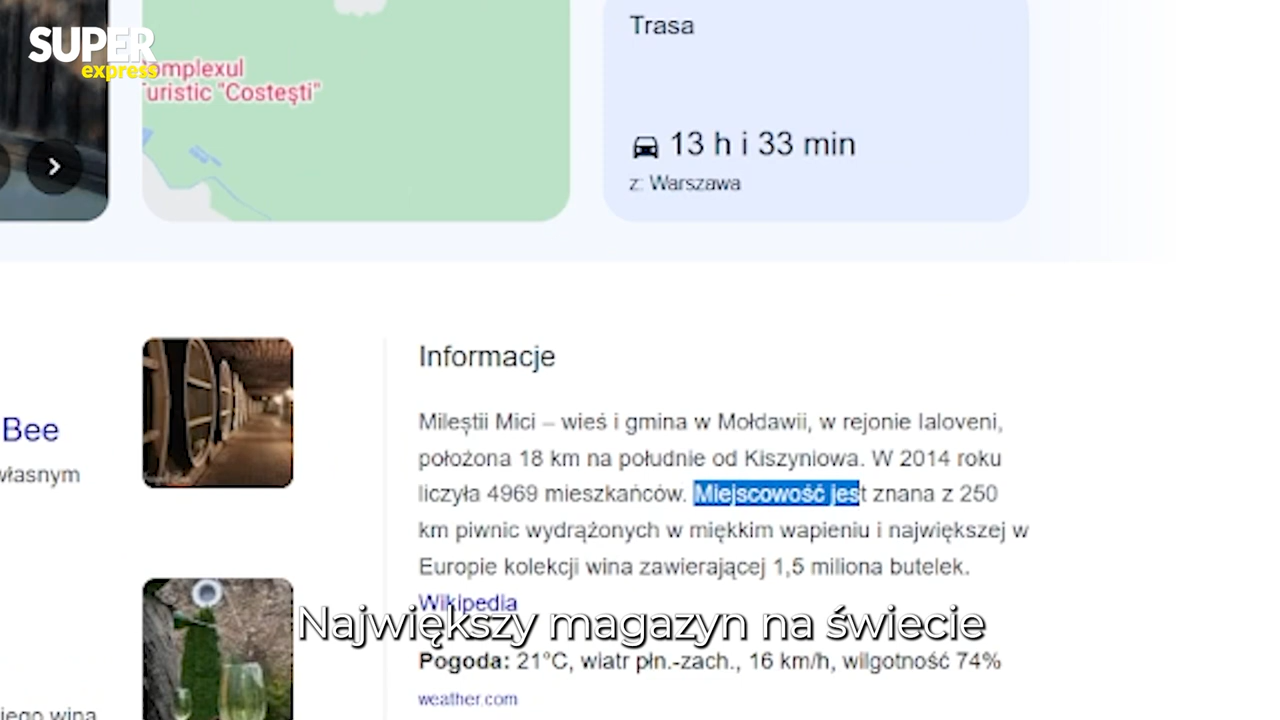 SUPER
express
omplexul
uristic "Costești"
Trasa
13 h i 33 min
z: Warszawa
Informacje
Mileștii Mici – wieś i gmina w Mołdawii, w rejonie Ialoveni,
położona 18 km na południe od Kiszyniowa. W 2014 roku
liczyła 4969 mieszkańców. Miejscowość jest znana z 250
km piwnic wydrążonych w miękkim wapieniu i największej w
Europie kolekcji wina zawierającej 1,5 miliona butelek.
Wikipedia
Bee
własnym
Największy magazyn na świecie
Pogoda: 21°C, wiatr płn.-zach., 16 km/h, wilgotność 74%
weather.com
jego wina